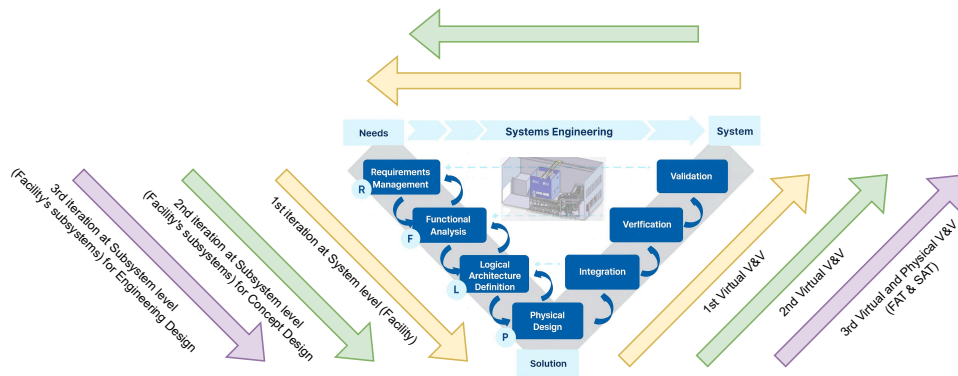 Needs
Systems Engineering
System
Requirements
Management
R
Functional
Analysis
F
Logical
Architecture
Definition
L
Physical
Design
P
Solution
Integration
Verification
Validation
3rd iteration at Subsystem level
(Facility's subsystems) for Engineering Design
2nd iteration at Subsystem level
(Facility's subsystems) for Concept Design
1st iteration at System level (Facility)
1st Virtual V&V
2nd Virtual V&V
3rd Virtual and Physical V&V
(FAT & SAT)